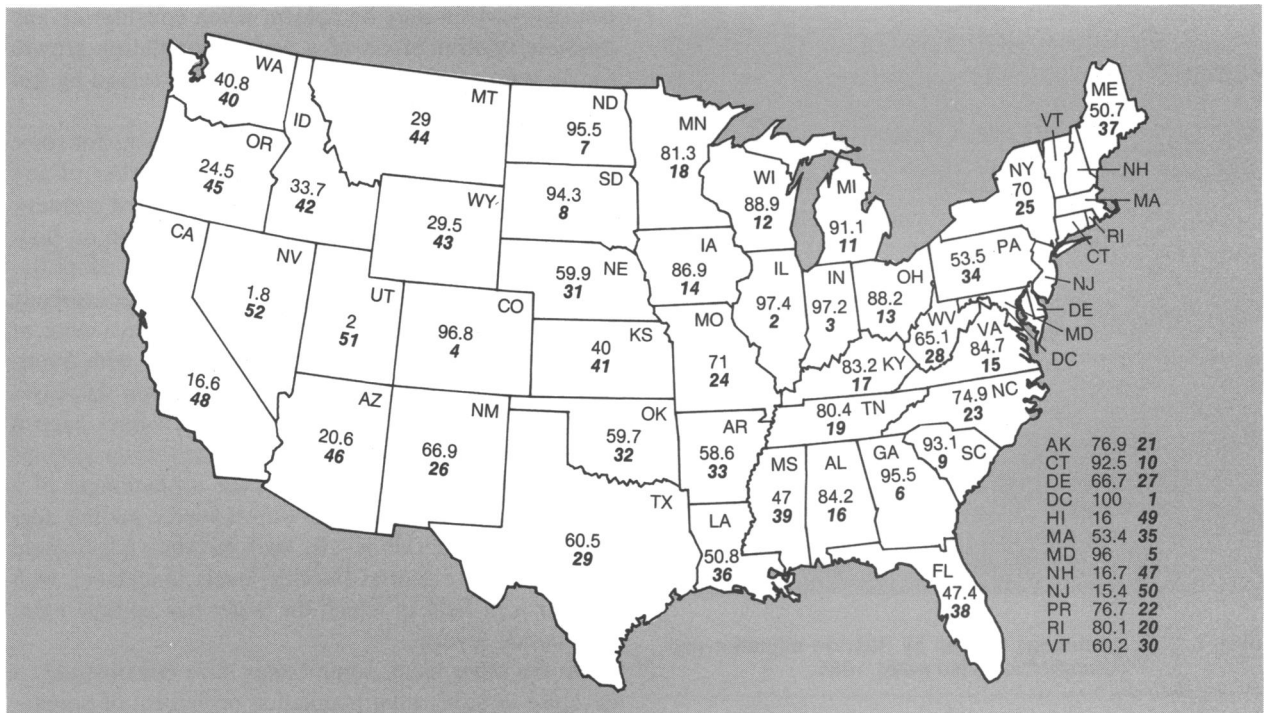 WA
40.8
40
OR
24.5
45
CA
16.6
48
ID
33.7
42
NV
1.8
52
MT
29
44
WY
29.5
43
UT
2
51
AZ
20.6
46
CO
96.8
4
NM
66.9
26
ND
95.5
7
SD
94.3
8
NE
59.9
31
KS
40
41
OK
59.7
32
TX
60.5
29
MN
81.3
18
IA
86.9
14
MO
71
24
AR
58.6
33
LA
50.8
36
WI
88.9
12
IL
97.4
2
MI
91.1
11
IN
97.2
3
OH
88.2
13
83.2 KY
17
80.4 TN
19
MS
47
39
AL
84.2
16
GA
95.5
6
FL
47.4
38
93.1
9 SC
74.9 NC
23
VA
84.7
15
WV
65.1
28
53.5 PA
34
NY
70
25
ME
50.7
37
VT
NH
MA
RI
CT
NJ
DE
MD
DC
AK 76.9 21
CT 92.5 10
DE 66.7 27
DC 100 1
HI 16 49
MA 53.4 35
MD 96 5
NH 16.7 47
NJ 15.4 50
PR 76.7 22
RI 80.1 20
VT 60.2 30